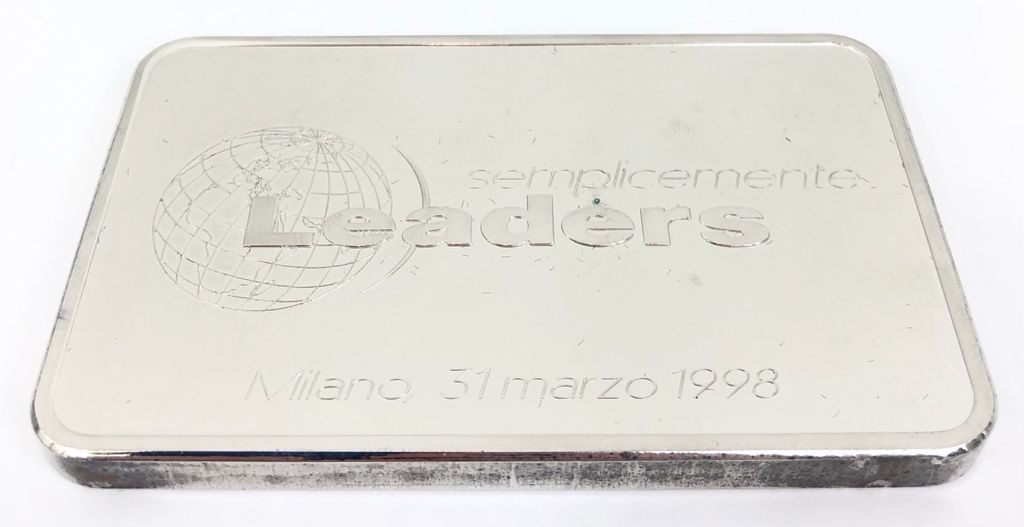 semplicemente
Leaders
Milano, 31 marzo 1998